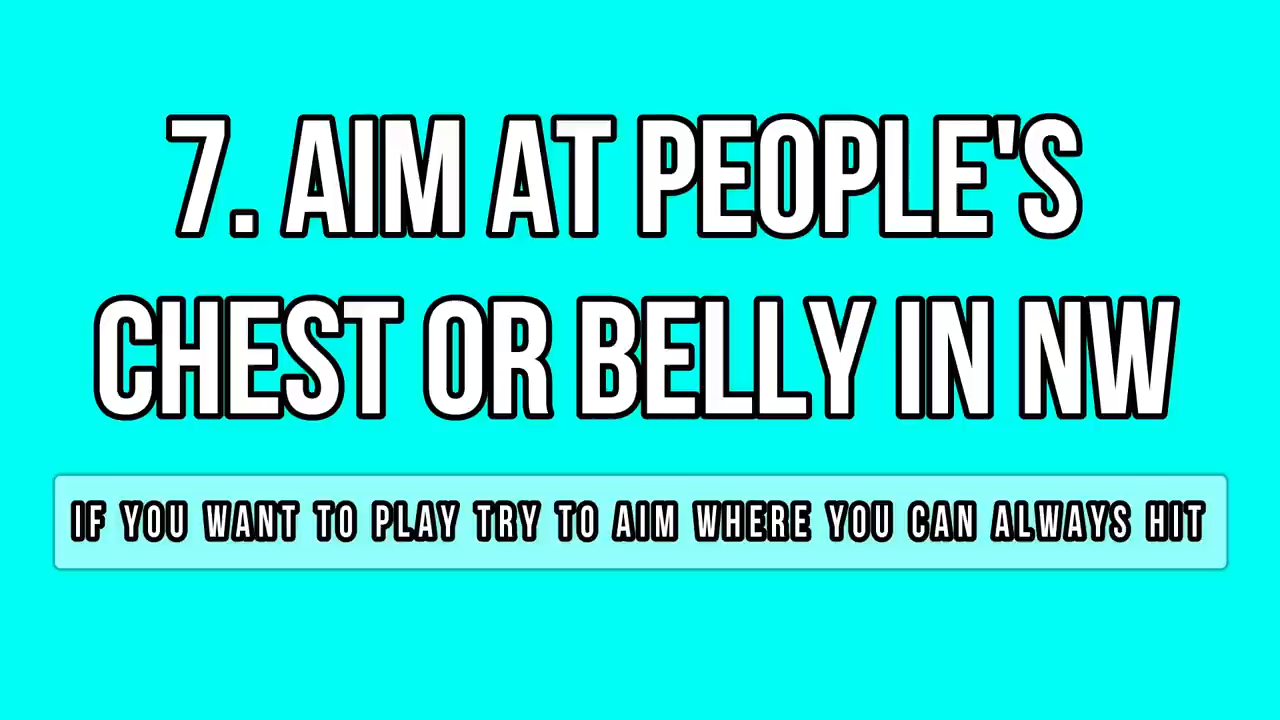 7. AIM AT PEOPLE'S
CHEST OR BELLY IN NW
IF YOU WANT TO PLAY TRY TO AIM WHERE YOU CAN ALWAYS HIT